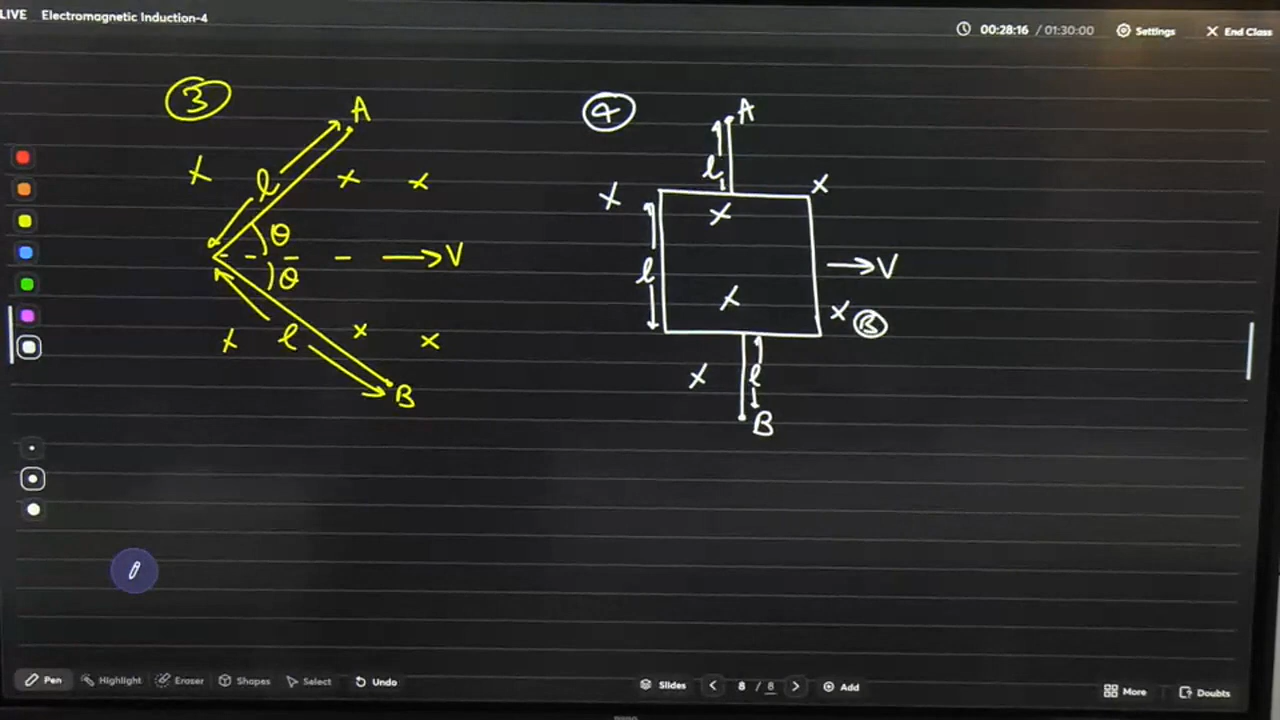 LIVE Electromagnetic Induction-4
00:28:16 / 01:30:00 Settings End Class
3
A
l
θ
V
θ
l
B
4
A
l
l
V
B
l
B
Pen Highlight Eraser Shapes Select Undo Slides 8 / 8 Add More Doubts